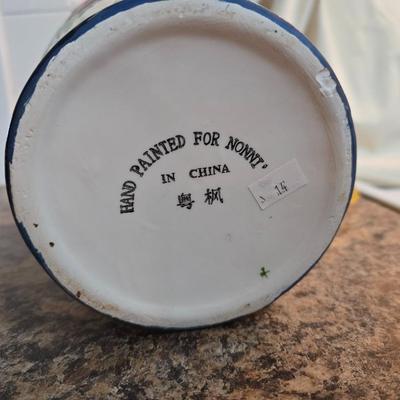 HAND PAINTED FOR NONNI'S
IN CHINA
粤枫
14